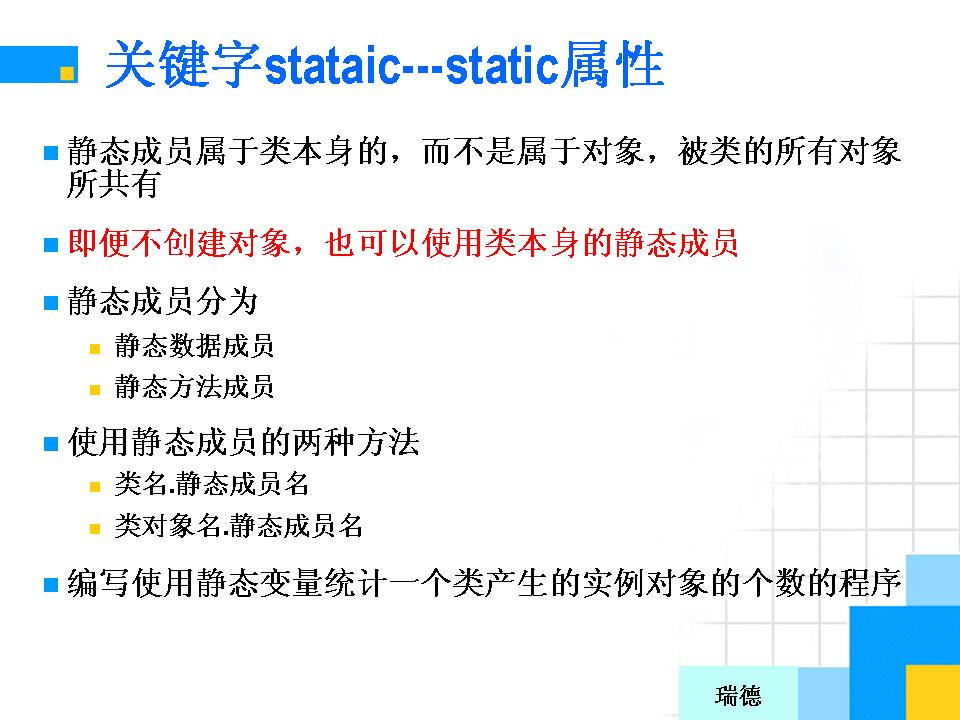 关键字stataic---static属性
静态成员属于类本身的，而不是属于对象，被类的所有对象
所共有
即便不创建对象，也可以使用类本身的静态成员
静态成员分为
静态数据成员
静态方法成员
使用静态成员的两种方法
类名.静态成员名
类对象名.静态成员名
编写使用静态变量统计一个类产生的实例对象的个数的程序
瑞德